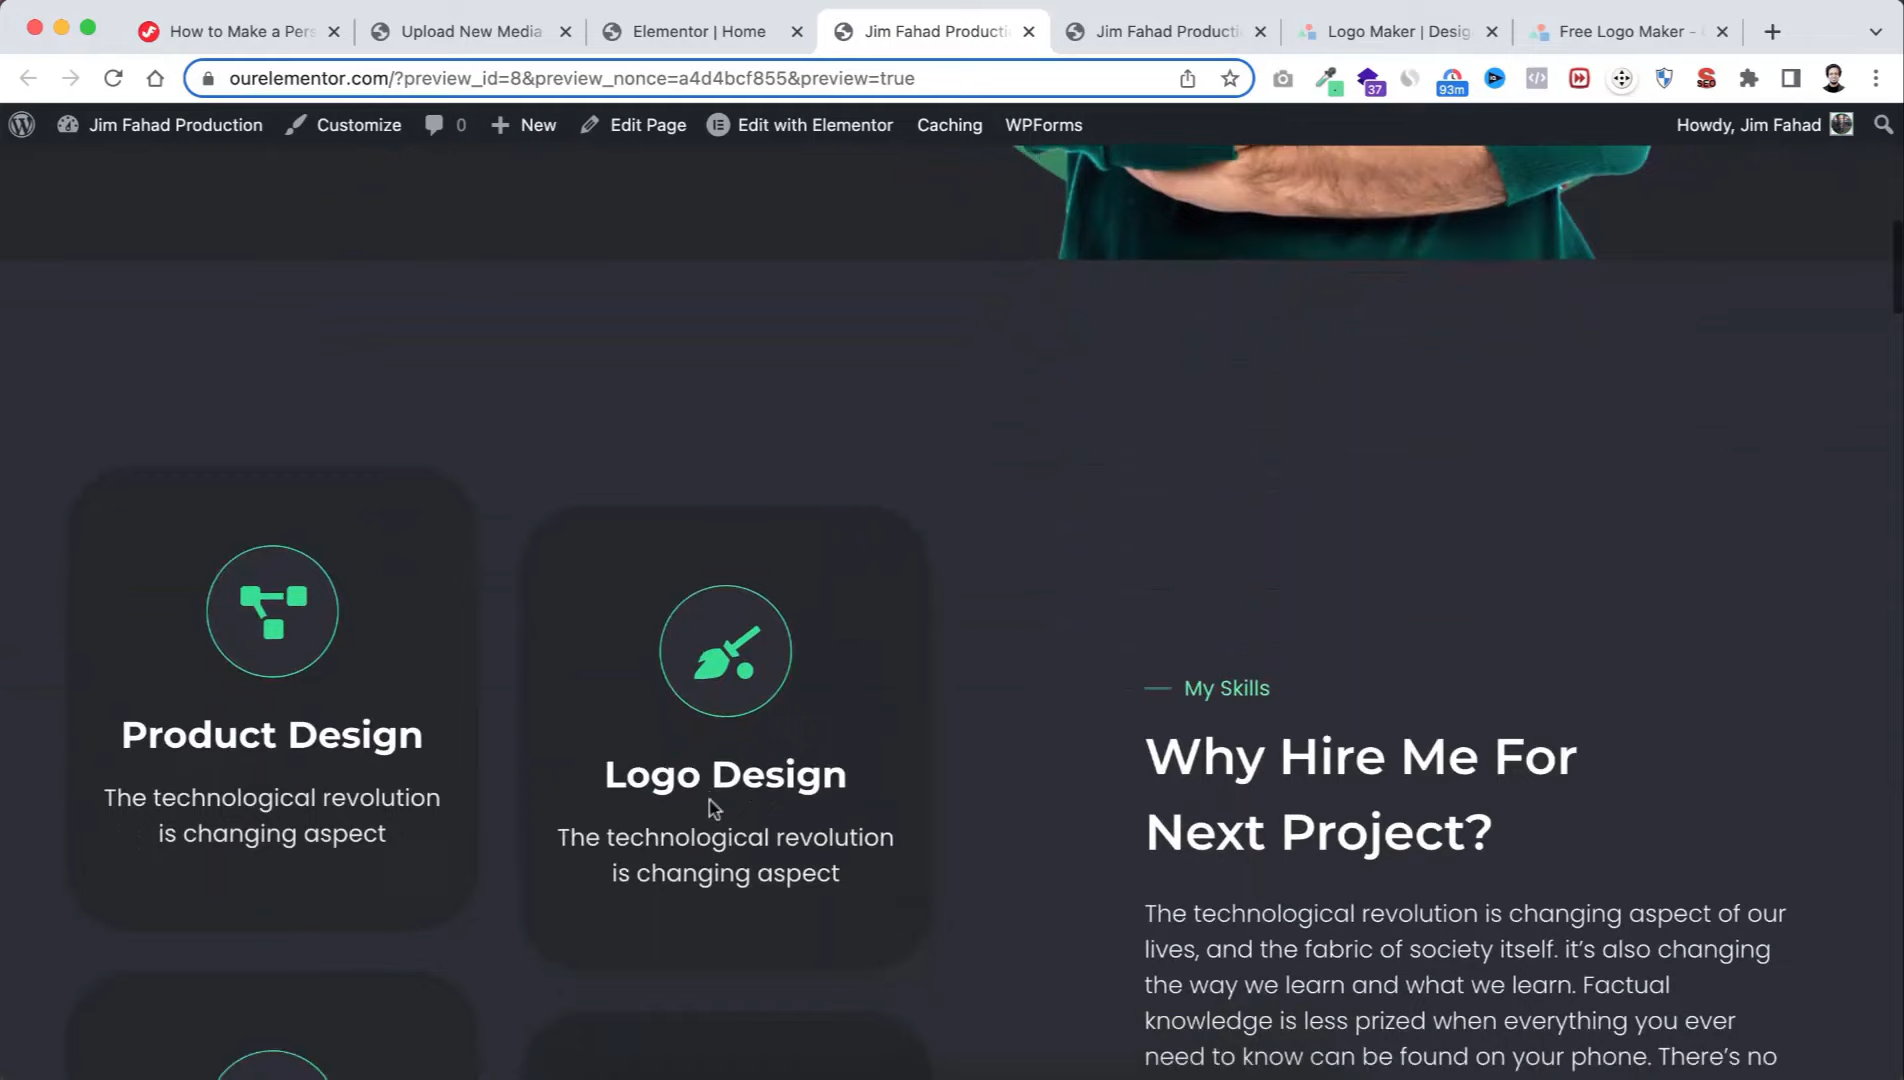 How to Make a Pers
Upload New Media
Elementor | Home
Jim Fahad Producti
Jim Fahad Producti
Logo Maker | Desig
Free Logo Maker -
ourelementor.com/?preview_id=8&preview_nonce=a4d4bcf855&preview=true
37
93m
SEO
Jim Fahad Production
Customize
0
New
Edit Page
Edit with Elementor
Caching
WPForms
Howdy, Jim Fahad
Product Design
The technological revolution
is changing aspect
Logo Design
The technological revolution
is changing aspect
My Skills
Why Hire Me For
Next Project?
The technological revolution is changing aspect of our
lives, and the fabric of society itself. it's also changing
the way we learn and what we learn. Factual
knowledge is less prized when everything you ever
need to know can be found on your phone. There's no